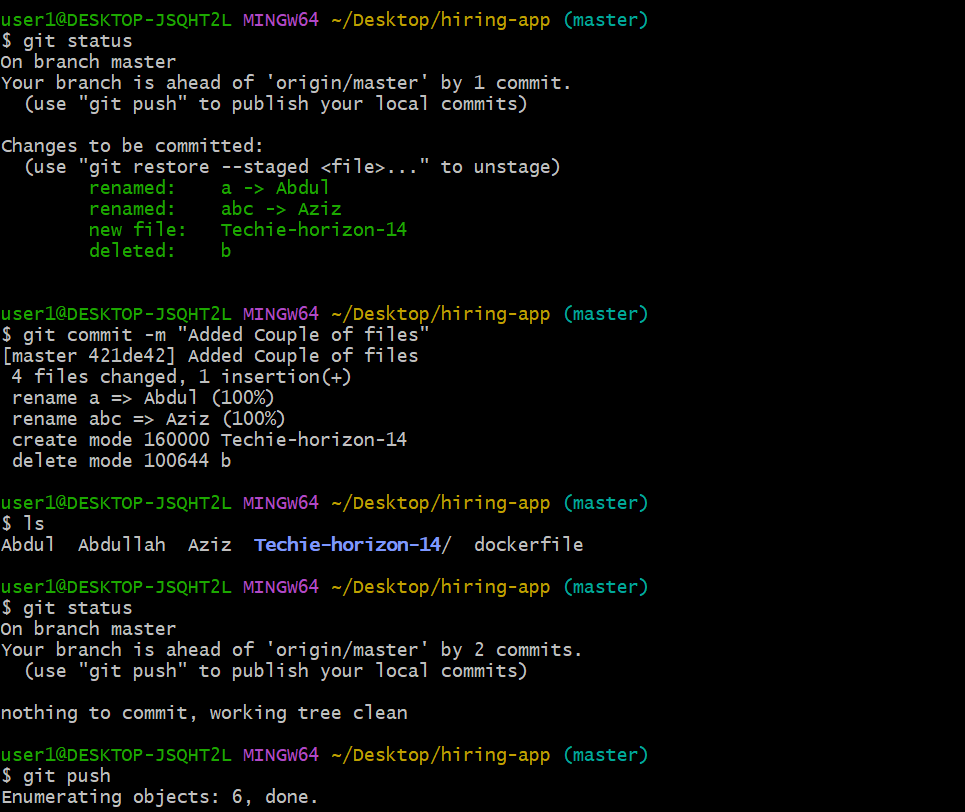 user1@DESKTOP-JSQHT2L MINGW64 ~/Desktop/hiring-app (master)
$ git status
On branch master
Your branch is ahead of 'origin/master' by 1 commit.
  (use "git push" to publish your local commits)

Changes to be committed:
  (use "git restore --staged <file>..." to unstage)
        renamed:    a -> Abdul
        renamed:    abc -> Aziz
        new file:   Techie-horizon-14
        deleted:    b

user1@DESKTOP-JSQHT2L MINGW64 ~/Desktop/hiring-app (master)
$ git commit -m "Added Couple of files"
[master 421de42] Added Couple of files
 4 files changed, 1 insertion(+)
 rename a => Abdul (100%)
 rename abc => Aziz (100%)
 create mode 160000 Techie-horizon-14
 delete mode 100644 b

user1@DESKTOP-JSQHT2L MINGW64 ~/Desktop/hiring-app (master)
$ ls
Abdul  Abdullah  Aziz  Techie-horizon-14/  dockerfile

user1@DESKTOP-JSQHT2L MINGW64 ~/Desktop/hiring-app (master)
$ git status
On branch master
Your branch is ahead of 'origin/master' by 2 commits.
  (use "git push" to publish your local commits)

nothing to commit, working tree clean

user1@DESKTOP-JSQHT2L MINGW64 ~/Desktop/hiring-app (master)
$ git push
Enumerating objects: 6, done.